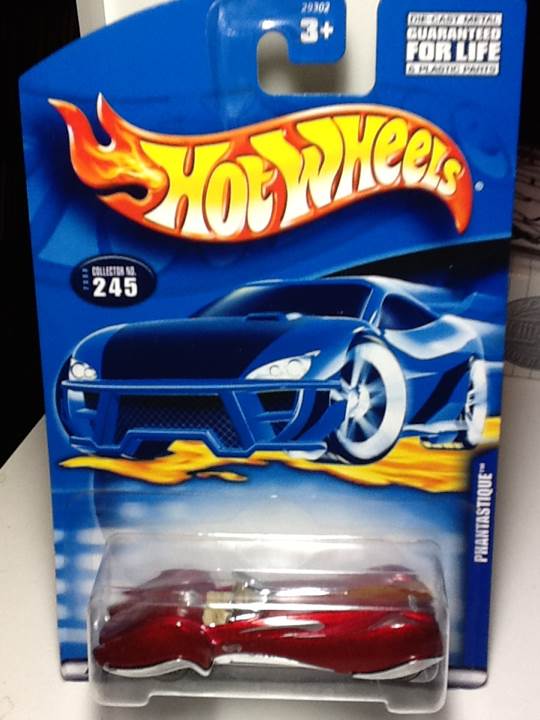 29302
3+
DIE-CAST METAL
GUARANTEED
FOR LIFE
& PLASTIC PARTS
HOT WHEELS®
COLLECTOR NO.
245
PHANTASTIQUE™